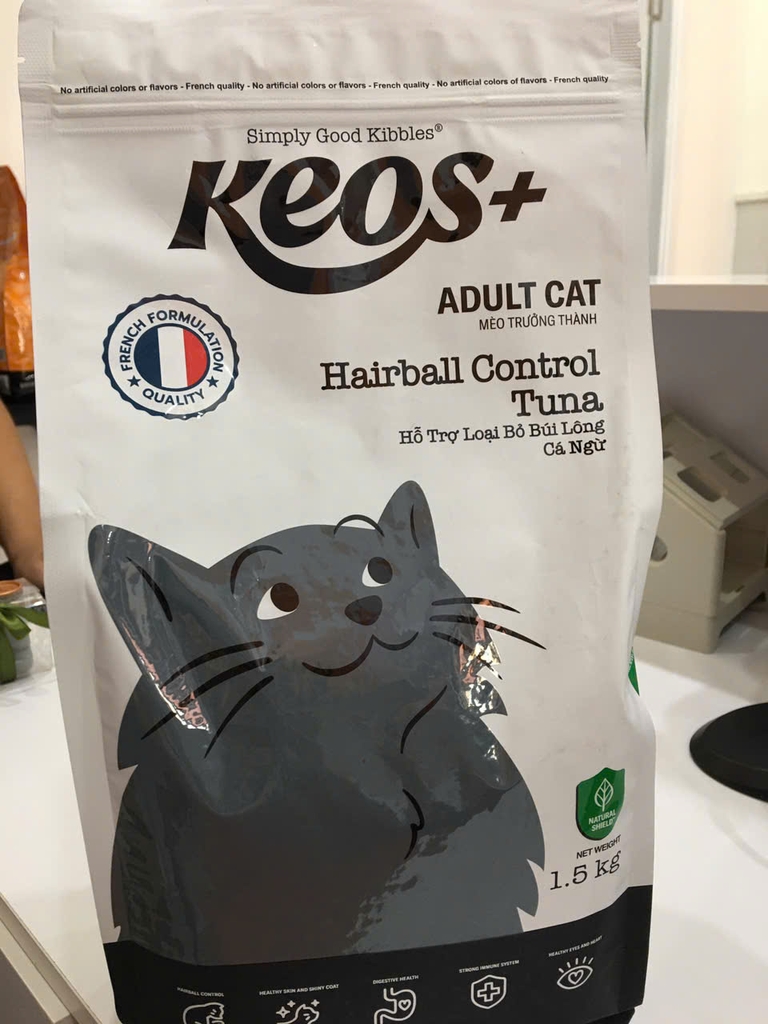 No artificial colors or flavors - French quality - No artificial colors or flavors - French quality - No artificial colors of flavors - French quality
Simply Good Kibbles®
Keos+
ADULT CAT
MÈO TRƯỞNG THÀNH
FRENCH FORMULATION
QUALITY
Hairball Control
Tuna
Hỗ Trợ Loại Bỏ Búi Lông
Cá Ngừ
NATURAL
SHIELD
NET WEIGHT
1.5 kg
HAIRBALL CONTROL
HEALTHY SKIN AND SHINY COAT
DIGESTIVE HEALTH
STRONG IMMUNE SYSTEM
HEALTHY EYES AND HEART